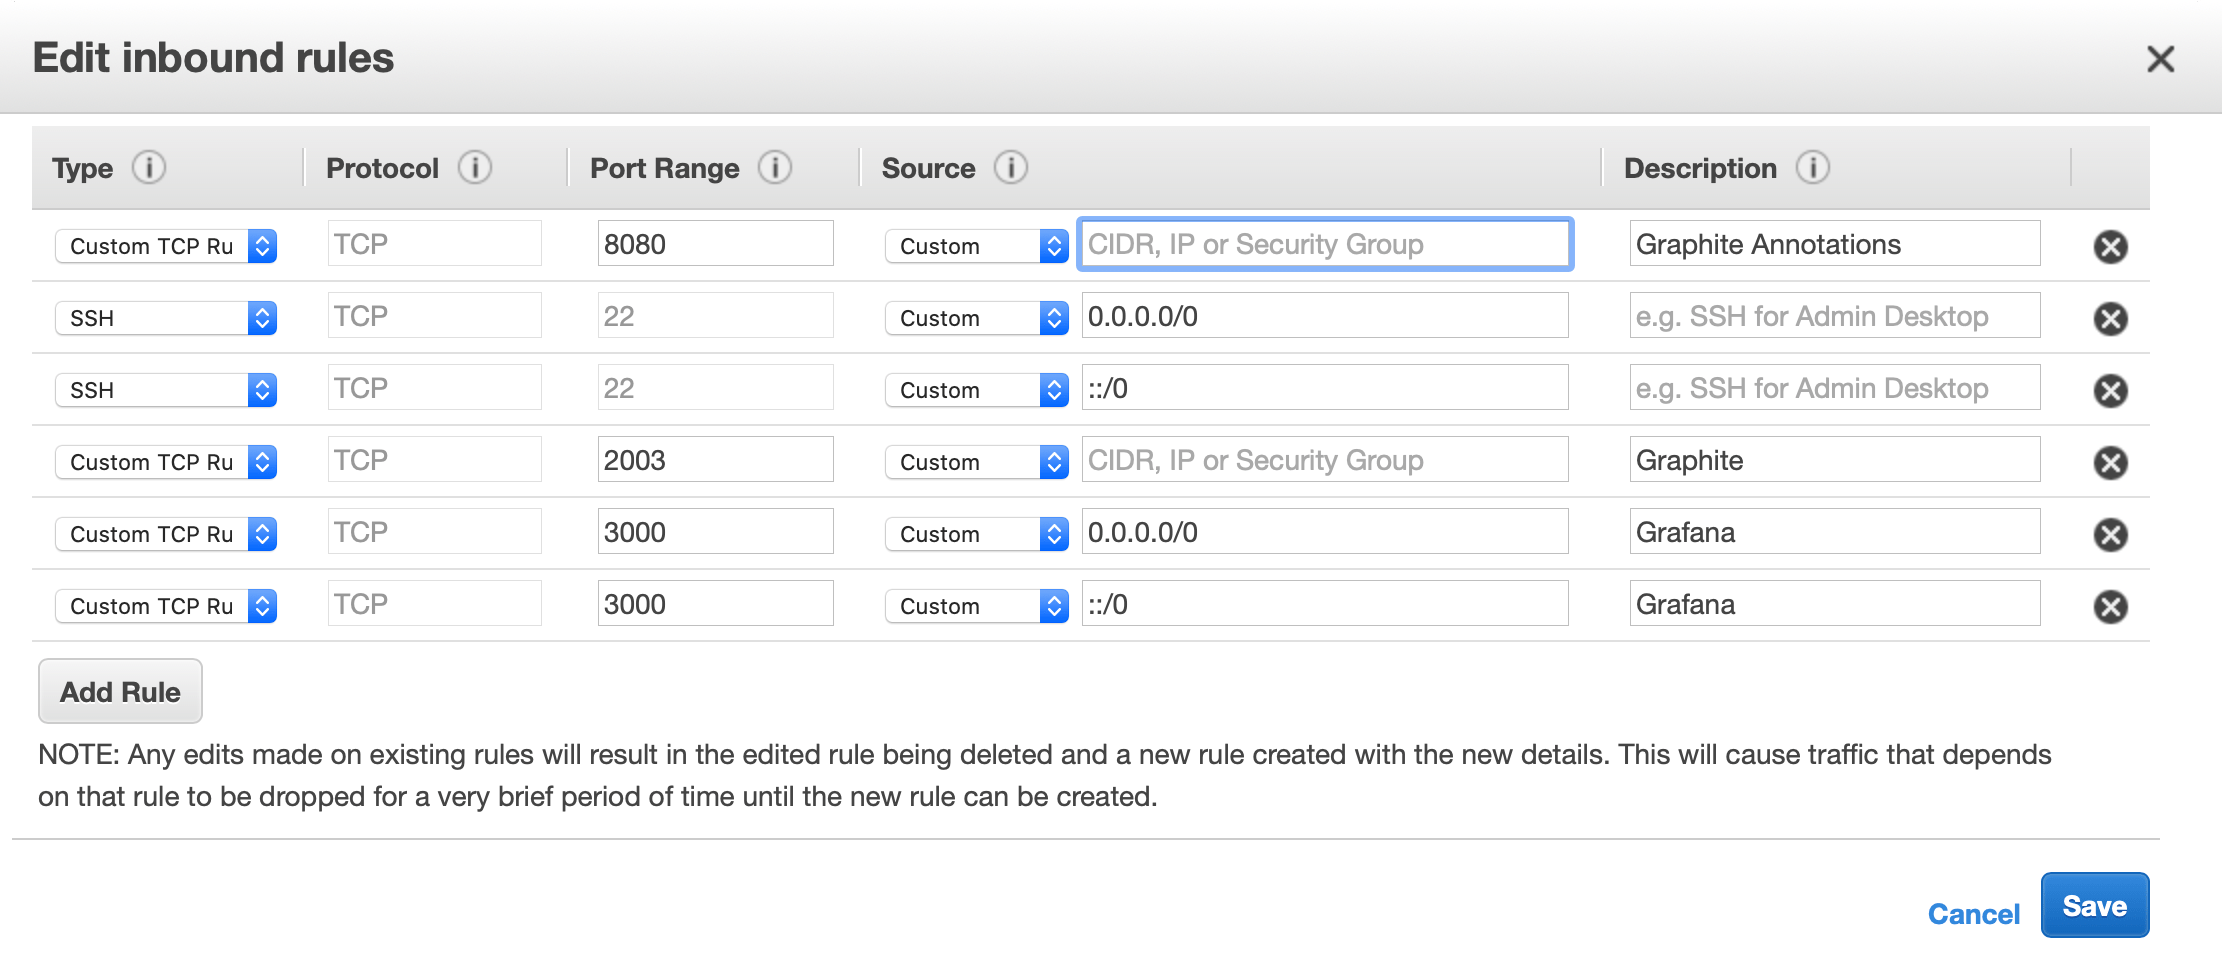 Edit inbound rules
Type Protocol Port Range Source Description
Custom TCP Ru TCP 8080 Custom CIDR, IP or Security Group Graphite Annotations
SSH TCP 22 Custom 0.0.0.0/0 e.g. SSH for Admin Desktop
SSH TCP 22 Custom ::/0 e.g. SSH for Admin Desktop
Custom TCP Ru TCP 2003 Custom CIDR, IP or Security Group Graphite
Custom TCP Ru TCP 3000 Custom 0.0.0.0/0 Grafana
Custom TCP Ru TCP 3000 Custom ::/0 Grafana
Add Rule
NOTE: Any edits made on existing rules will result in the edited rule being deleted and a new rule created with the new details. This will cause traffic that depends
on that rule to be dropped for a very brief period of time until the new rule can be created.
Cancel Save